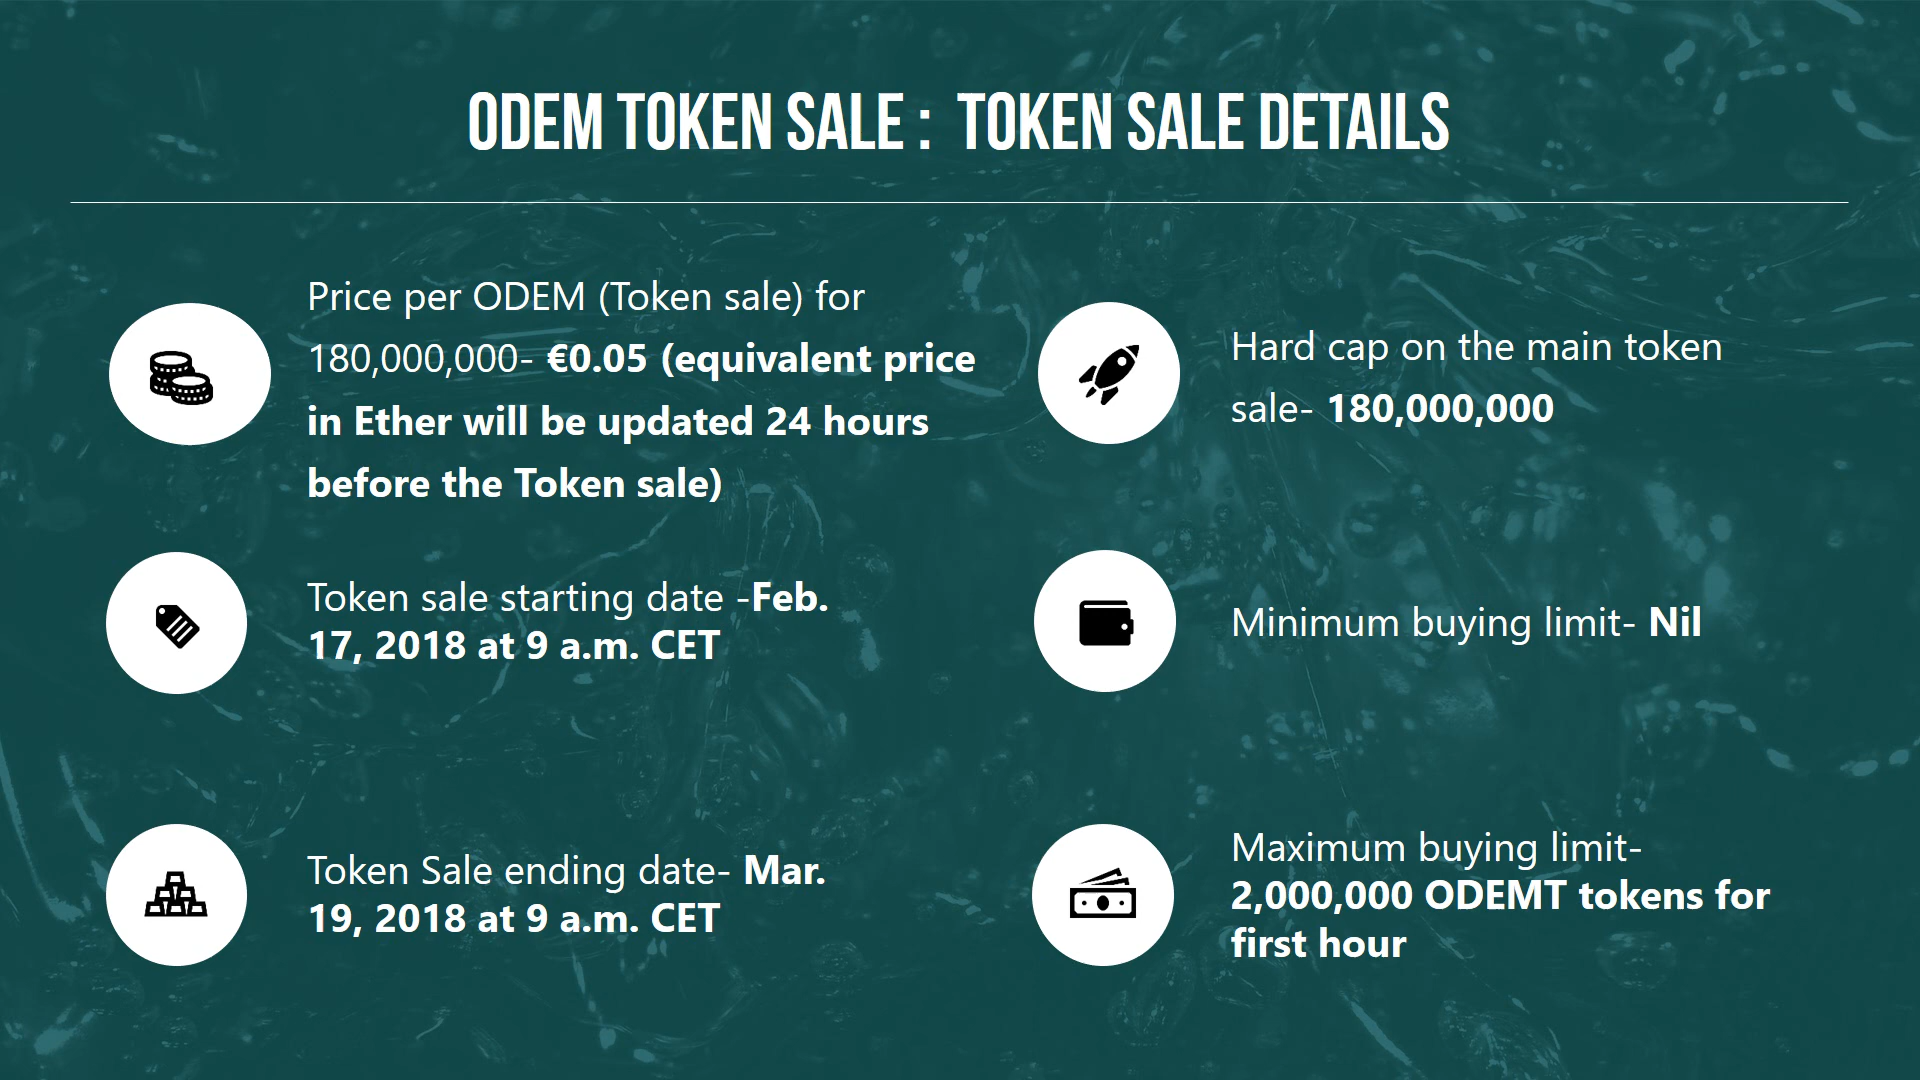 ODEM TOKEN SALE : TOKEN SALE DETAILS
Price per ODEM (Token sale) for
180,000,000- €0.05 (equivalent price
in Ether will be updated 24 hours
before the Token sale)
Token sale starting date -Feb.
17, 2018 at 9 a.m. CET
Token Sale ending date- Mar.
19, 2018 at 9 a.m. CET
Hard cap on the main token
sale- 180,000,000
Minimum buying limit- Nil
Maximum buying limit-
2,000,000 ODEMT tokens for
first hour